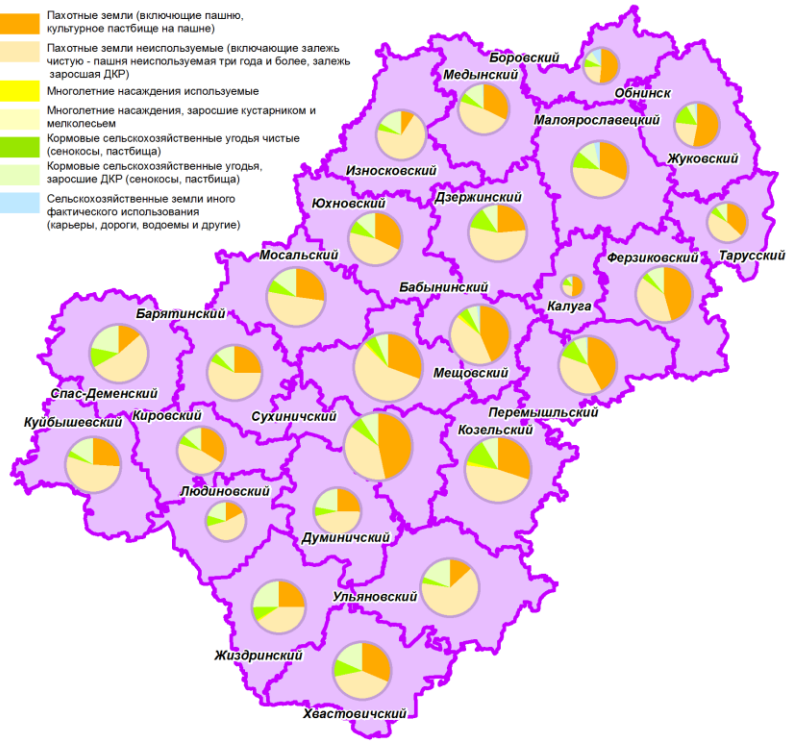 Пахотные земли (включющие пашню,
культурное пастбище на пашне)
Пахотные земли неиспользуемые (включающие залежь
чистую - пашня неиспользуемая три года и более, залежь
заросшая ДКР)
Многолетние насаждения используемые
Многолетние насаждения, заросшие кустарником и
мелколесьем
Кормовые сельскохозяйственные угодья чистые
(сенокосы, пастбища)
Кормовые сельскохозяйственные угодья,
заросшие ДКР (сенокосы, пастбища)
Сельскохозяйственные земли иного
фактического использования
(карьеры, дороги, водоемы и другие)
Боровский
Медынский
Обнинск
Малоярославецкий
Жуковский
Износковский
Юхновский
Дзержинский
Мосальский
Ферзиковский
Тарусский
Бабынинский
Калуга
Барятинский
Мещовский
Спас-Деменский
Куйбышевский
Кировский
Сухиничский
Перемышльский
Козельский
Людиновский
Думиничский
Ульяновский
Жиздринский
Хвастовичский